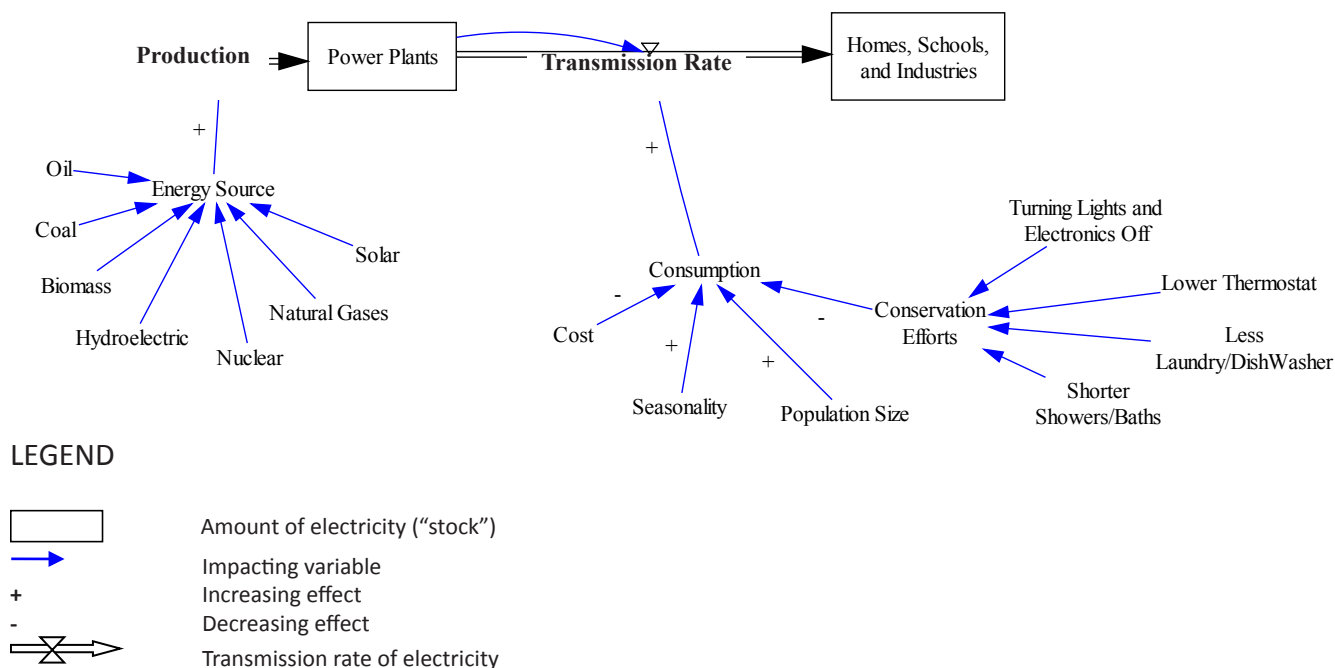 Production
Power Plants
Transmission Rate
Homes, Schools,
and Industries
+
+
Oil
Energy Source
Coal
Biomass
Hydroelectric
Nuclear
Natural Gases
Solar
Consumption
-
Cost
+
Seasonality
+
Population Size
-
Conservation
Efforts
Turning Lights and
Electronics Off
Lower Thermostat
Less
Laundry/DishWasher
Shorter
Showers/Baths
LEGEND
Amount of electricity (“stock”)
Impacting variable
+ Increasing effect
- Decreasing effect
Transmission rate of electricity